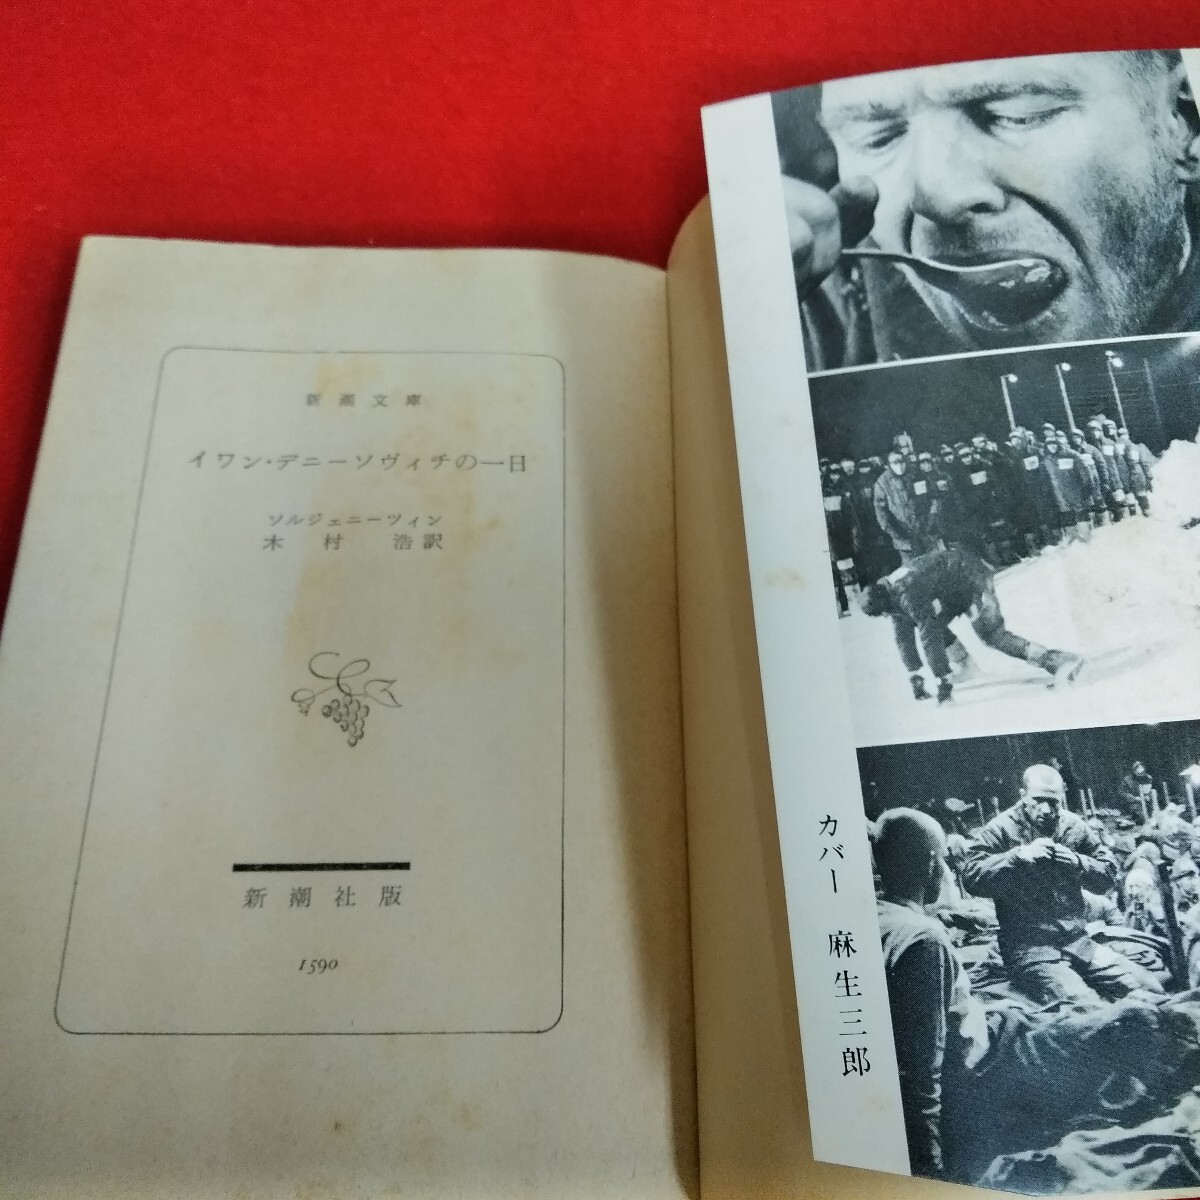 新潮文庫
イワン・デニーソヴィチの一日
ソルジェニーツィン
木村 浩訳
新潮社版
1590
カバー 麻生三郎